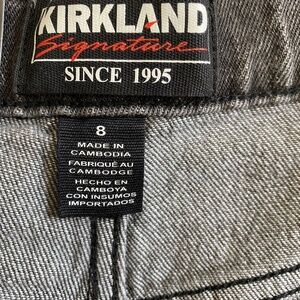 KIRKLAND
Signature
SINCE 1995
8
MADE IN
CAMBODIA
FABRIQUÉ AU
CAMBODGE
HECHO EN
CAMBOYA
CON INSUMOS
IMPORTADOS